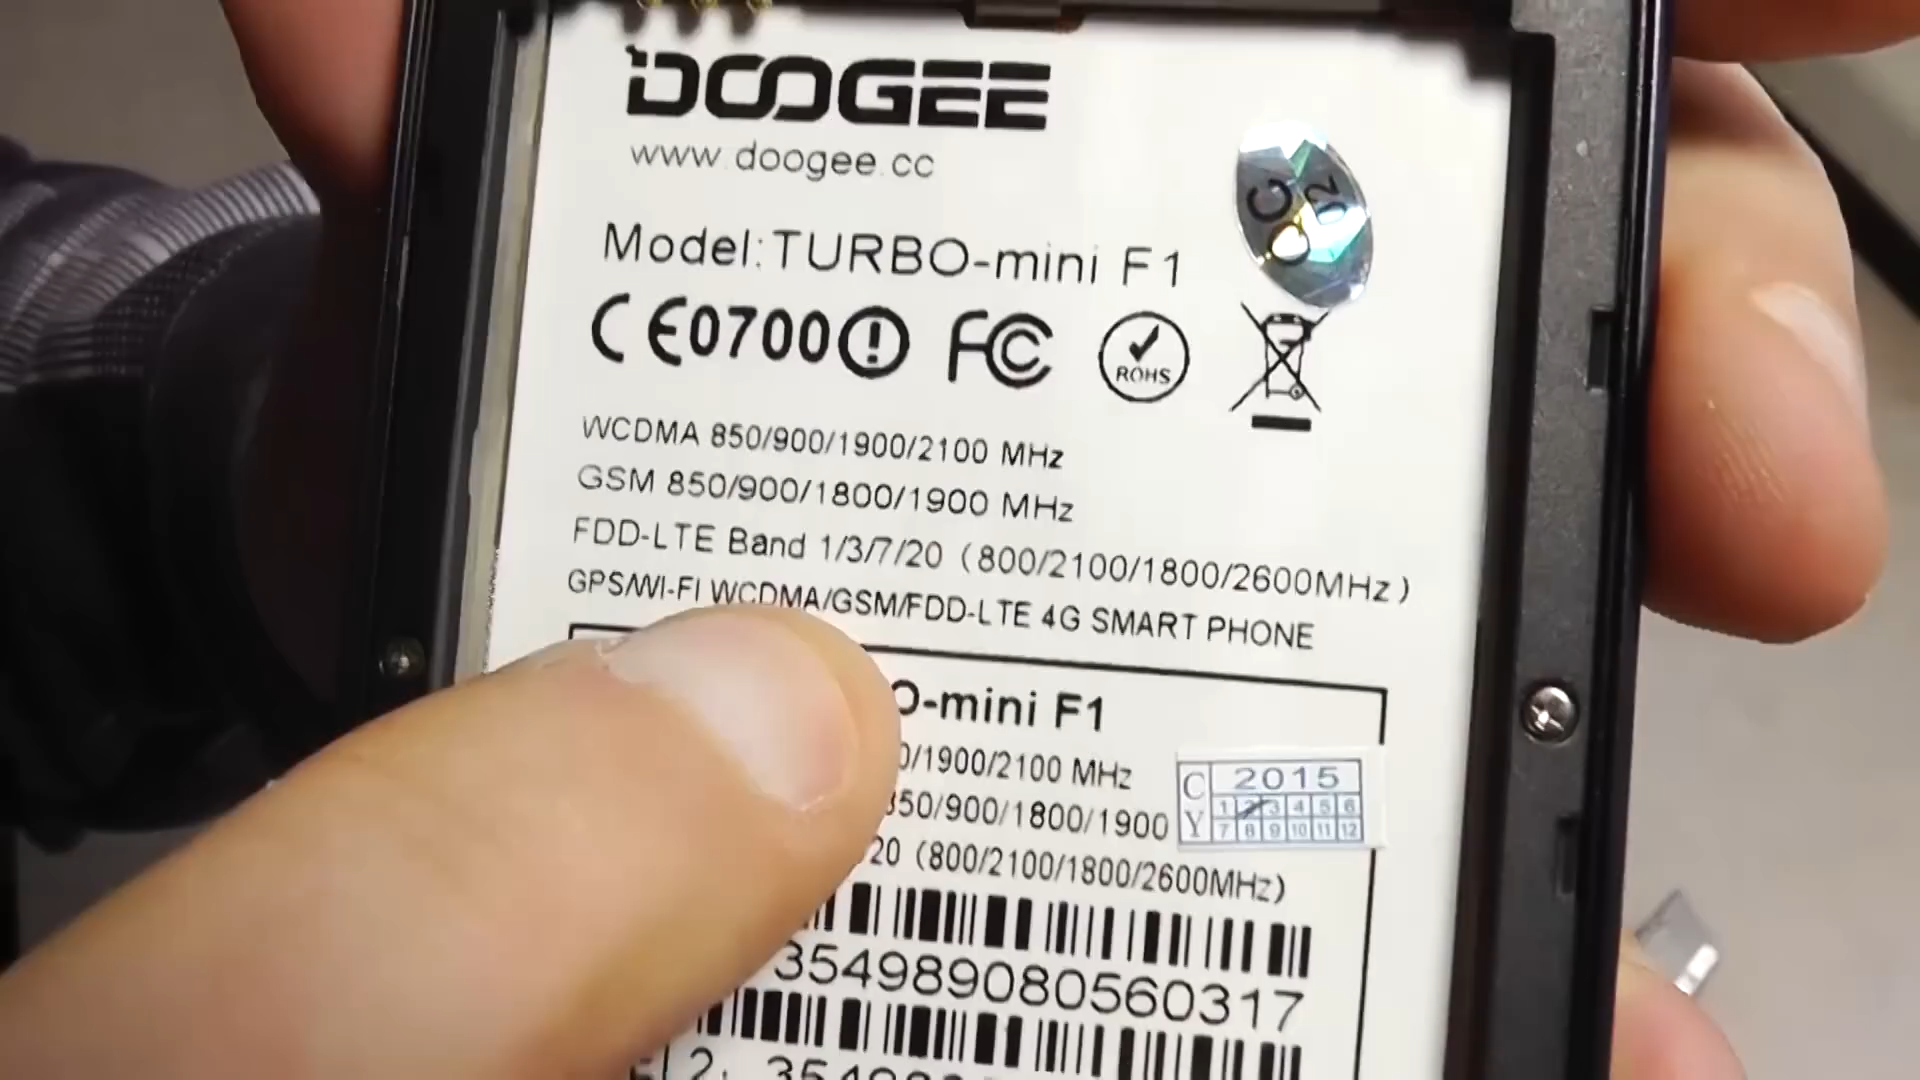 DOOGEE
www.doogee.cc
Model:TURBO-mini F1
CE0700 FC ROHS
WCDMA 850/900/1900/2100 MHz
GSM 850/900/1800/1900 MHz
FDD-LTE Band 1/3/7/20 (800/2100/1800/2600MHz)
GPS/WI-FI WCDMA/GSM/FDD-LTE 4G SMART PHONE
O-mini F1
0/1900/2100 MHz
850/900/1800/1900
20 (800/2100/1800/2600MHz)
CY 2015
1 2 3 4 5 6
7 8 9 10 11 12
354989080560317
2.